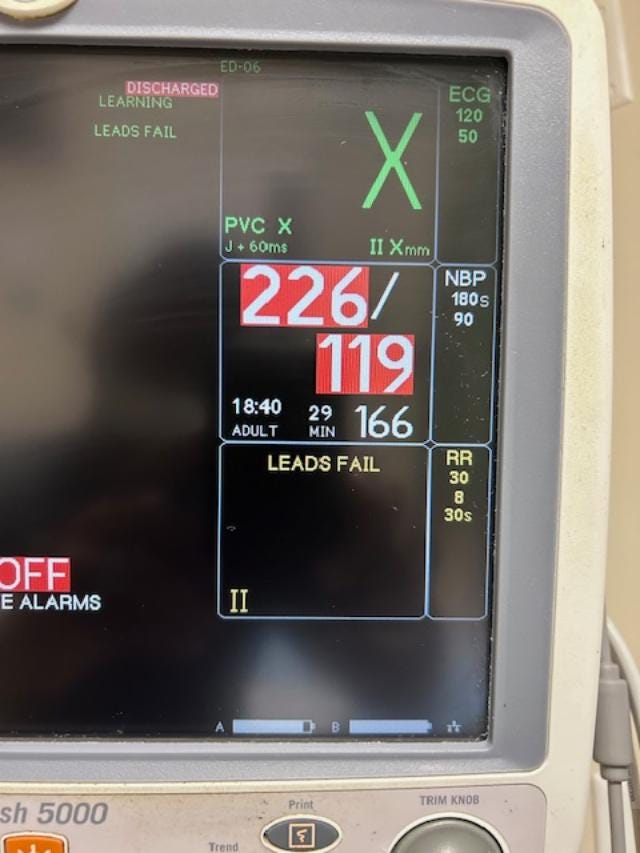 ED-06
DISCHARGED
LEARNING
LEADS FAIL
X
PVC X
J + 60ms
II X mm
ECG
120
50
226/
119
18:40
ADULT
29
MIN
166
NBP
180s
90
LEADS FAIL
II
RR
30
8
30s
OFF
E ALARMS
A
B
sh 5000
Print
Trend
TRIM KNOB